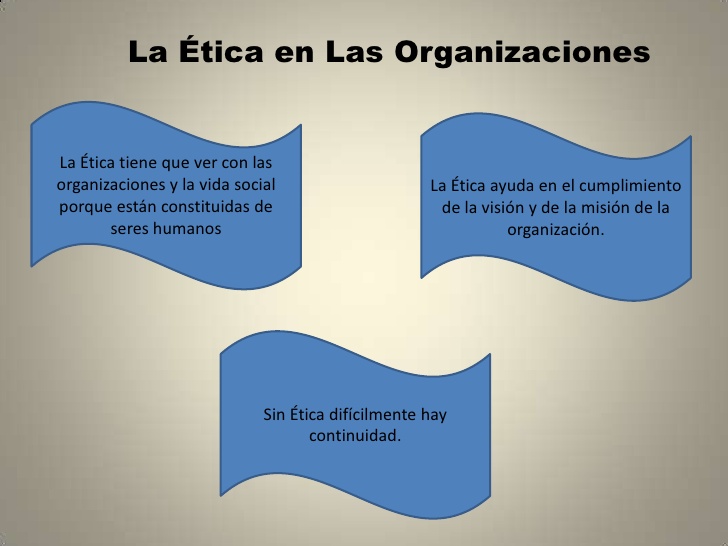 La Ética en Las Organizaciones
La Ética tiene que ver con las
organizaciones y la vida social
porque están constituidas de
seres humanos
La Ética ayuda en el cumplimiento
de la visión y de la misión de la
organización.
Sin Ética difícilmente hay
continuidad.